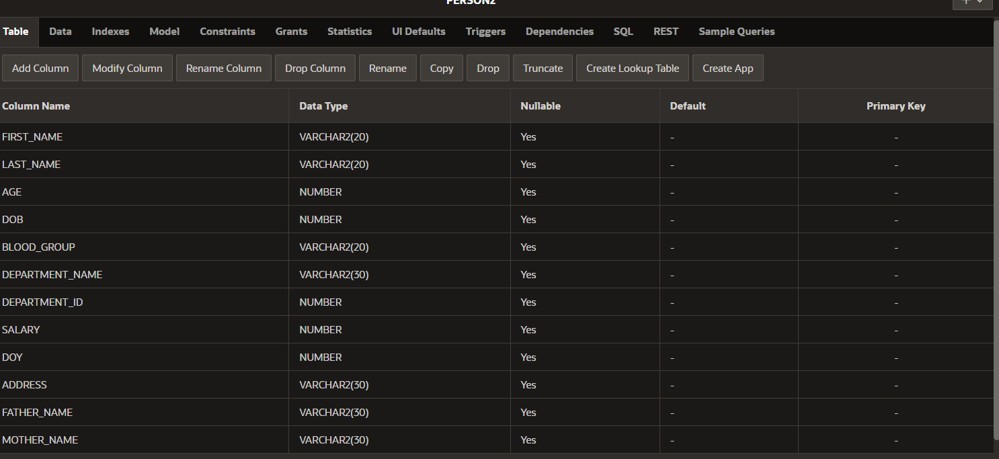 PERSON2
Table Data Indexes Model Constraints Grants Statistics UI Defaults Triggers Dependencies SQL REST Sample Queries
Add Column Modify Column Rename Column Drop Column Rename Copy Drop Truncate Create Lookup Table Create App
Column Name Data Type Nullable Default Primary Key
FIRST_NAME VARCHAR2(20) Yes - -
LAST_NAME VARCHAR2(20) Yes - -
AGE NUMBER Yes - -
DOB NUMBER Yes - -
BLOOD_GROUP VARCHAR2(20) Yes - -
DEPARTMENT_NAME VARCHAR2(30) Yes - -
DEPARTMENT_ID NUMBER Yes - -
SALARY NUMBER Yes - -
DOY NUMBER Yes - -
ADDRESS VARCHAR2(30) Yes - -
FATHER_NAME VARCHAR2(30) Yes - -
MOTHER_NAME VARCHAR2(30) Yes - -